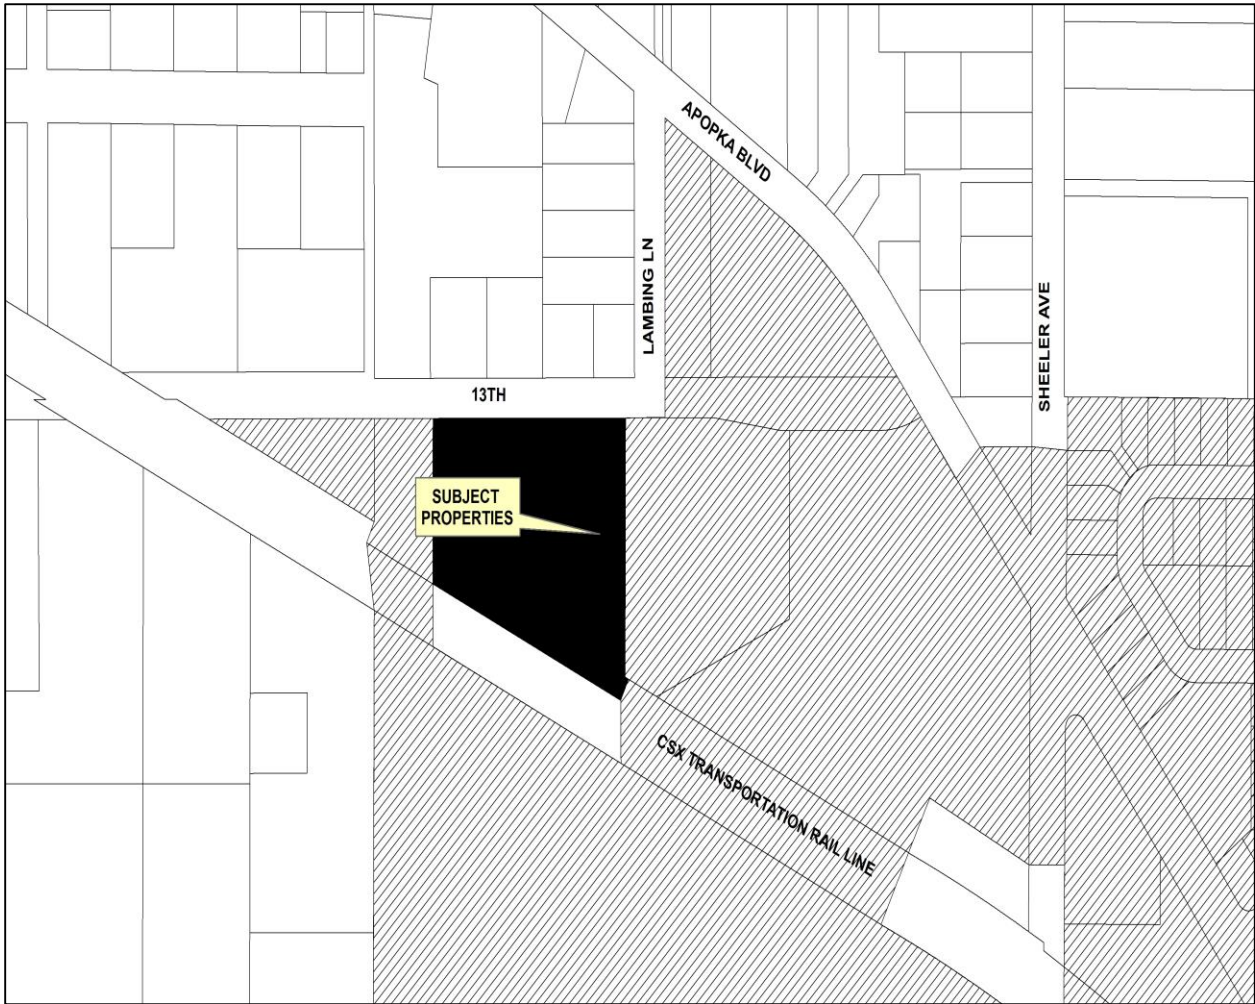 APOPKA BLVD
LAMBING LN
SHEELER AVE
13TH
SUBJECT
PROPERTIES
CSX TRANSPORTATION RAIL LINE